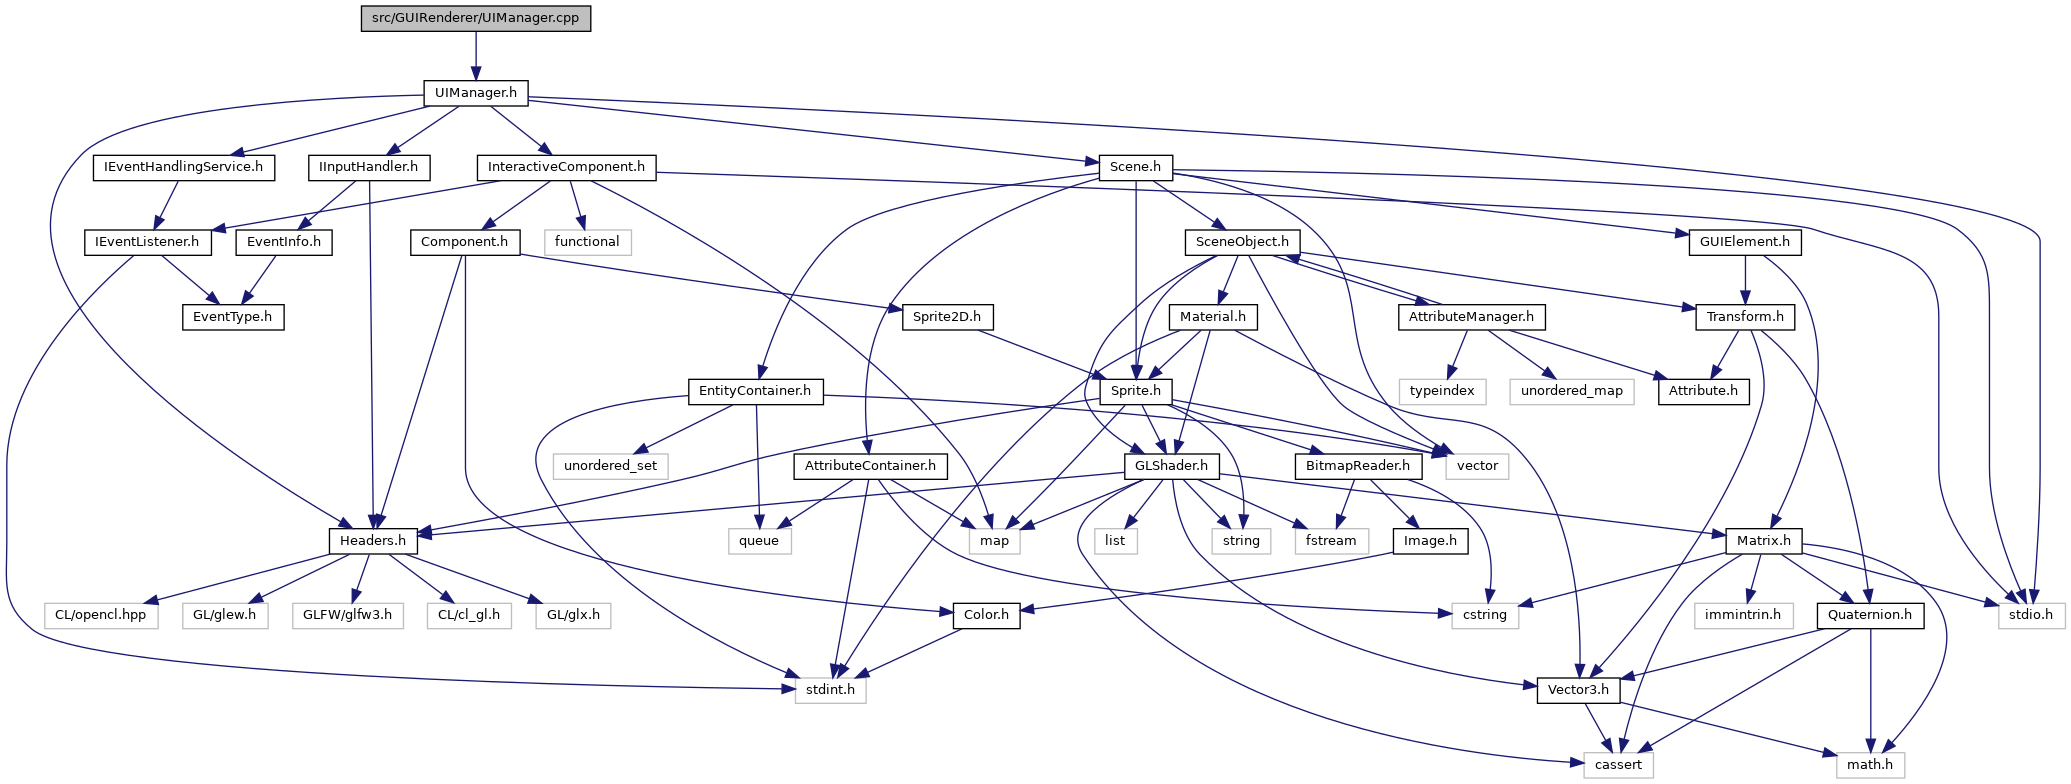 src/GUIRenderer/UIManager.cpp
UIManager.h
IEventHandlingService.h
IInputHandler.h
InteractiveComponent.h
Scene.h
IEventListener.h
EventInfo.h
Component.h
functional
SceneObject.h
GUIElement.h
EventType.h
Sprite2D.h
Material.h
AttributeManager.h
Transform.h
EntityContainer.h
Sprite.h
typeindex
unordered_map
Attribute.h
unordered_set
AttributeContainer.h
GLShader.h
BitmapReader.h
vector
Headers.h
queue
map
list
string
fstream
Image.h
Matrix.h
CL/opencl.hpp
GL/glew.h
GLFW/glfw3.h
CL/cl_gl.h
GL/glx.h
Color.h
cstring
immintrin.h
Quaternion.h
stdio.h
stdint.h
Vector3.h
cassert
math.h